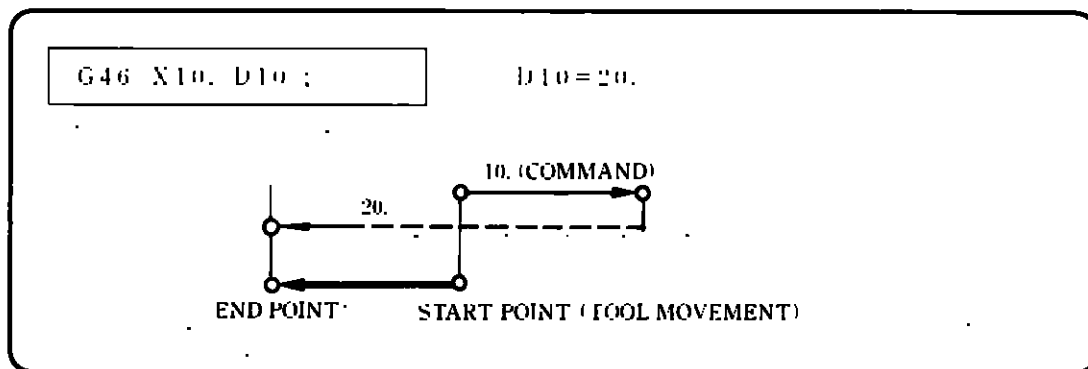 G46 X10. D10 ; D10=20.
10. (COMMAND)
20.
END POINT START POINT (TOOL MOVEMENT)